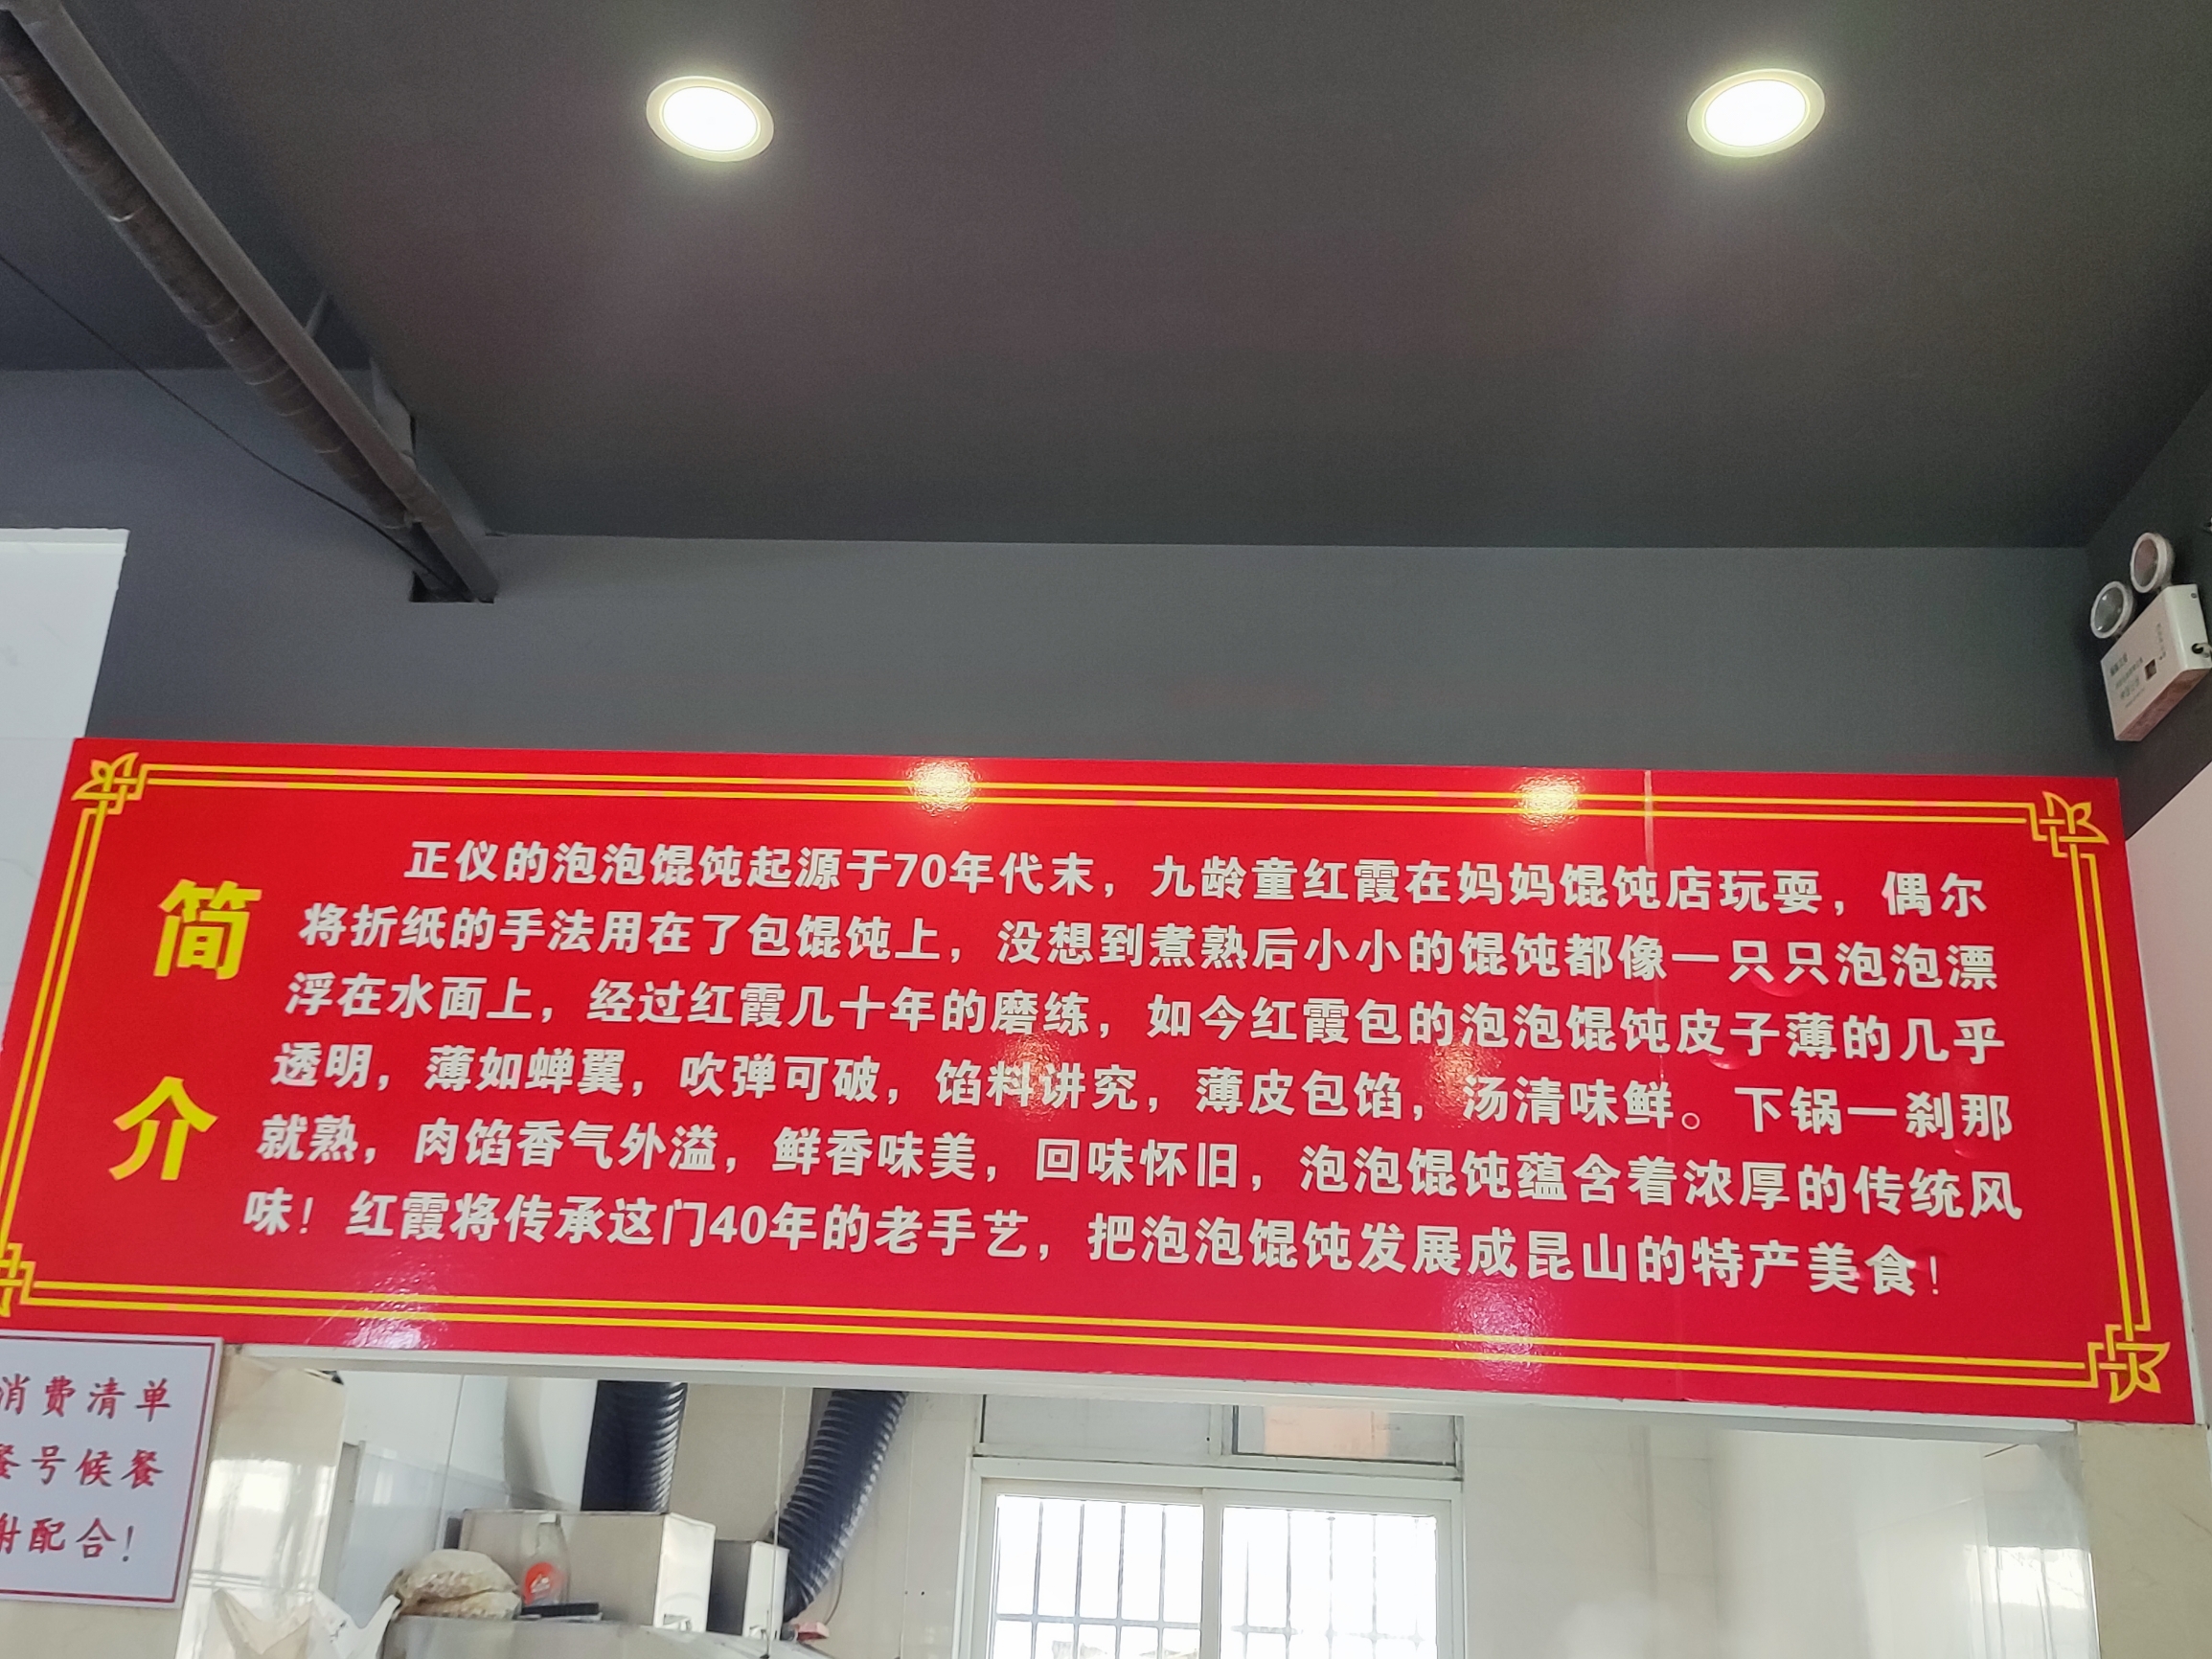 简介
正仪的泡泡馄饨起源于70年代末，九龄童红霞在妈妈馄饨店玩耍，偶尔
将折纸的手法用在了包馄饨上，没想到煮熟后小小的馄饨都像一只只泡泡漂
浮在水面上，经过红霞几十年的磨练，如今红霞包的泡泡馄饨皮子薄的几乎
透明，薄如蝉翼，吹弹可破，馅料讲究，薄皮包馅，汤清味鲜。下锅一刹那
就熟，肉馅香气外溢，鲜香味美，回味怀旧，泡泡馄饨蕴含着浓厚的传统风
味！红霞将传承这门40年的老手艺，把泡泡馄饨发展成昆山的特产美食！
消费清单
餐号候餐
谢配合！